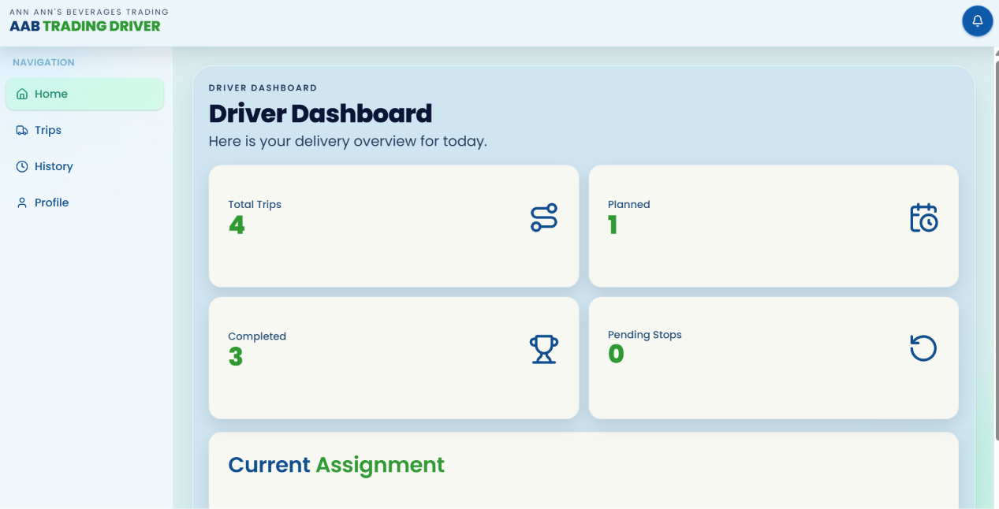 ANN ANN'S BEVERAGES TRADING
AAB TRADING DRIVER
NAVIGATION
Home
Trips
History
Profile
DRIVER DASHBOARD
Driver Dashboard
Here is your delivery overview for today.
Total Trips
4
Planned
1
Completed
3
Pending Stops
0
Current Assignment